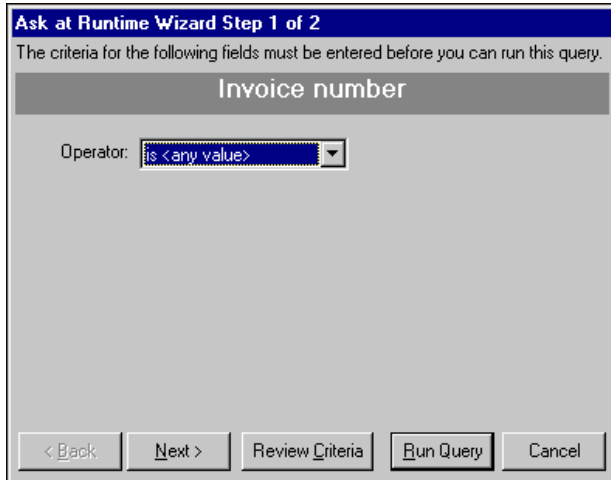 Ask at Runtime Wizard Step 1 of 2
The criteria for the following fields must be entered before you can run this query.
Invoice number
Operator: is <any value>
< Back Next > Review Criteria Run Query Cancel